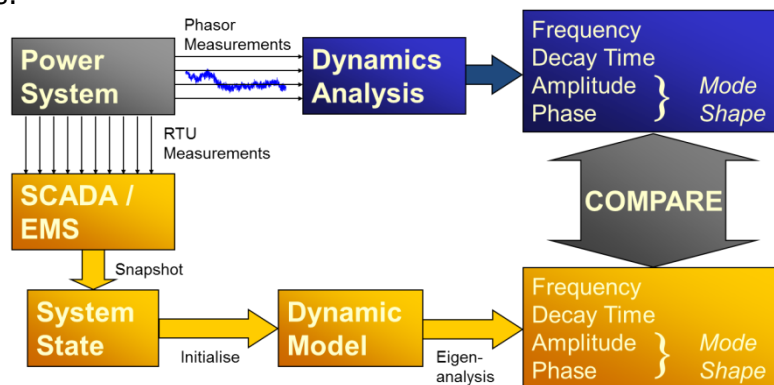 s.
Phasor
Measurements
Power
System
Dynamics
Analysis
Frequency
Decay Time
Amplitude } Mode
Phase Shape
RTU
Measurements
SCADA /
EMS
COMPARE
Snapshot
System
State
Initialise
Dynamic
Model
Eigen-
analysis
Frequency
Decay Time
Amplitude } Mode
Phase Shape